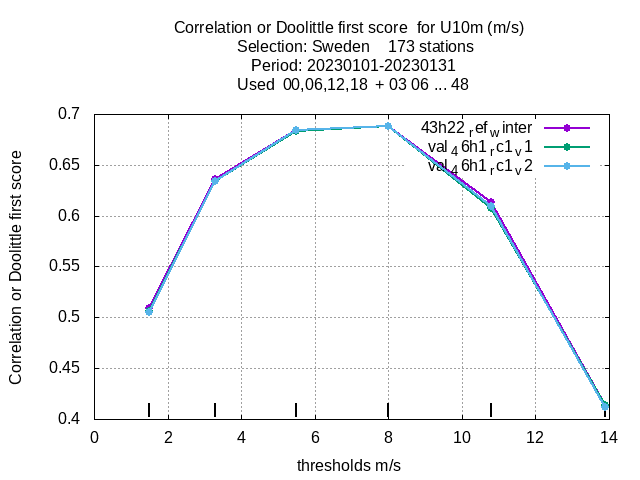 Correlation or Doolittle first score  for U10m (m/s)
Selection: Sweden    173 stations
Period: 20230101-20230131
Used  00,06,12,18  + 03 06 ... 48
43h22ref_winter
val_46h1_rc1_v1
val_46h1_rc1_v2
Correlation or Doolittle first score
0.7
0.65
0.6
0.55
0.5
0.45
0.4
0 2 4 6 8 10 12 14
thresholds m/s